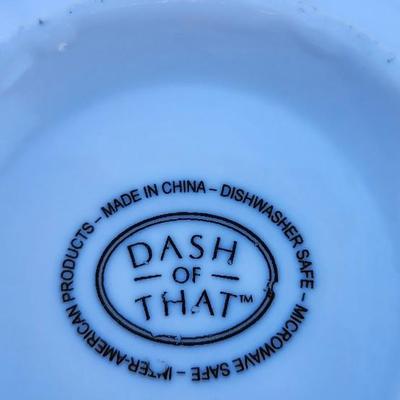 DASH
– OF –
THAT™
INTER-AMERICAN PRODUCTS – MADE IN CHINA – DISHWASHER SAFE – MICROWAVE SAFE –